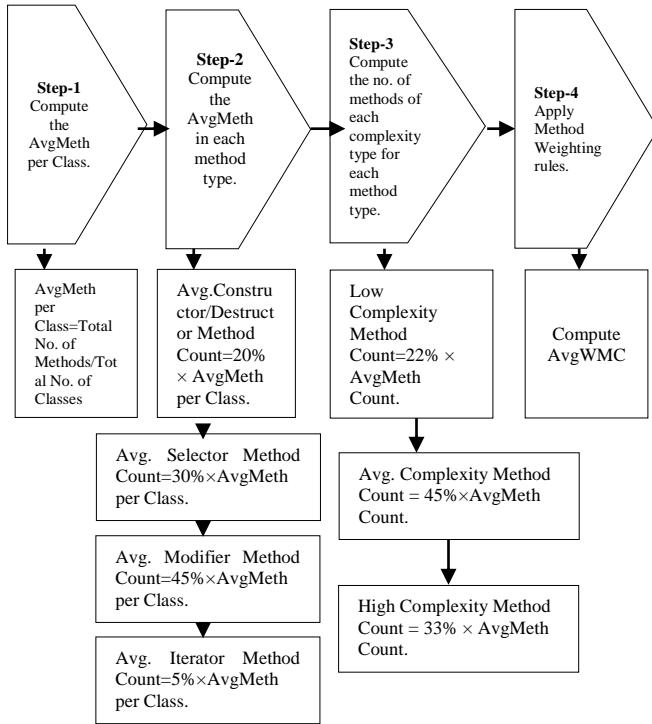 Step-1
Compute
the
AvgMeth
per Class.
Step-2
Compute
the
AvgMeth
in each
method
type.
Step-3
Compute
the no. of
methods of
each
complexity
type for
each
method
type.
Step-4
Apply
Method
Weighting
rules.
AvgMeth
per
Class=Total
No. of
Methods/Tot
al No. of
Classes
Avg.Constru
ctor/Destruct
or Method
Count=20%
× AvgMeth
per Class.
Low
Complexity
Method
Count=22% ×
AvgMeth
Count.
Compute
AvgWMC
Avg. Selector Method
Count=30%×AvgMeth
per Class.
Avg. Modifier Method
Count=45%×AvgMeth
per Class.
Avg. Iterator Method
Count=5%×AvgMeth
per Class.
Avg. Complexity Method
Count = 45%×AvgMeth
Count.
High Complexity Method
Count = 33% × AvgMeth
Count.